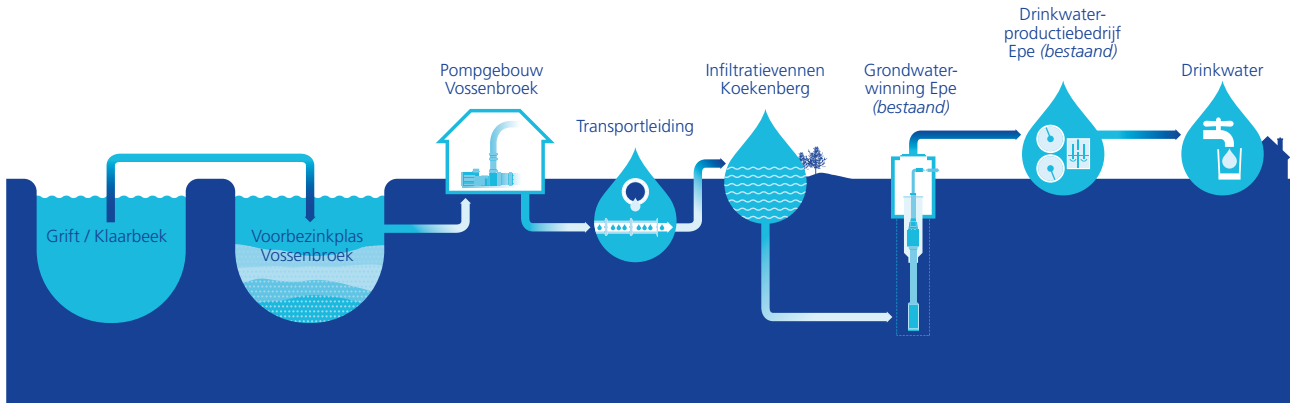 Grift / Klaarbeek
Voorbezinkplas
Vossenbroek
Pompgebouw
Vossenbroek
Transportleiding
Infiltratievennen
Koekenberg
Grondwater-
winning Epe
(bestaand)
Drinkwater-
productiebedrijf
Epe (bestaand)
Drinkwater